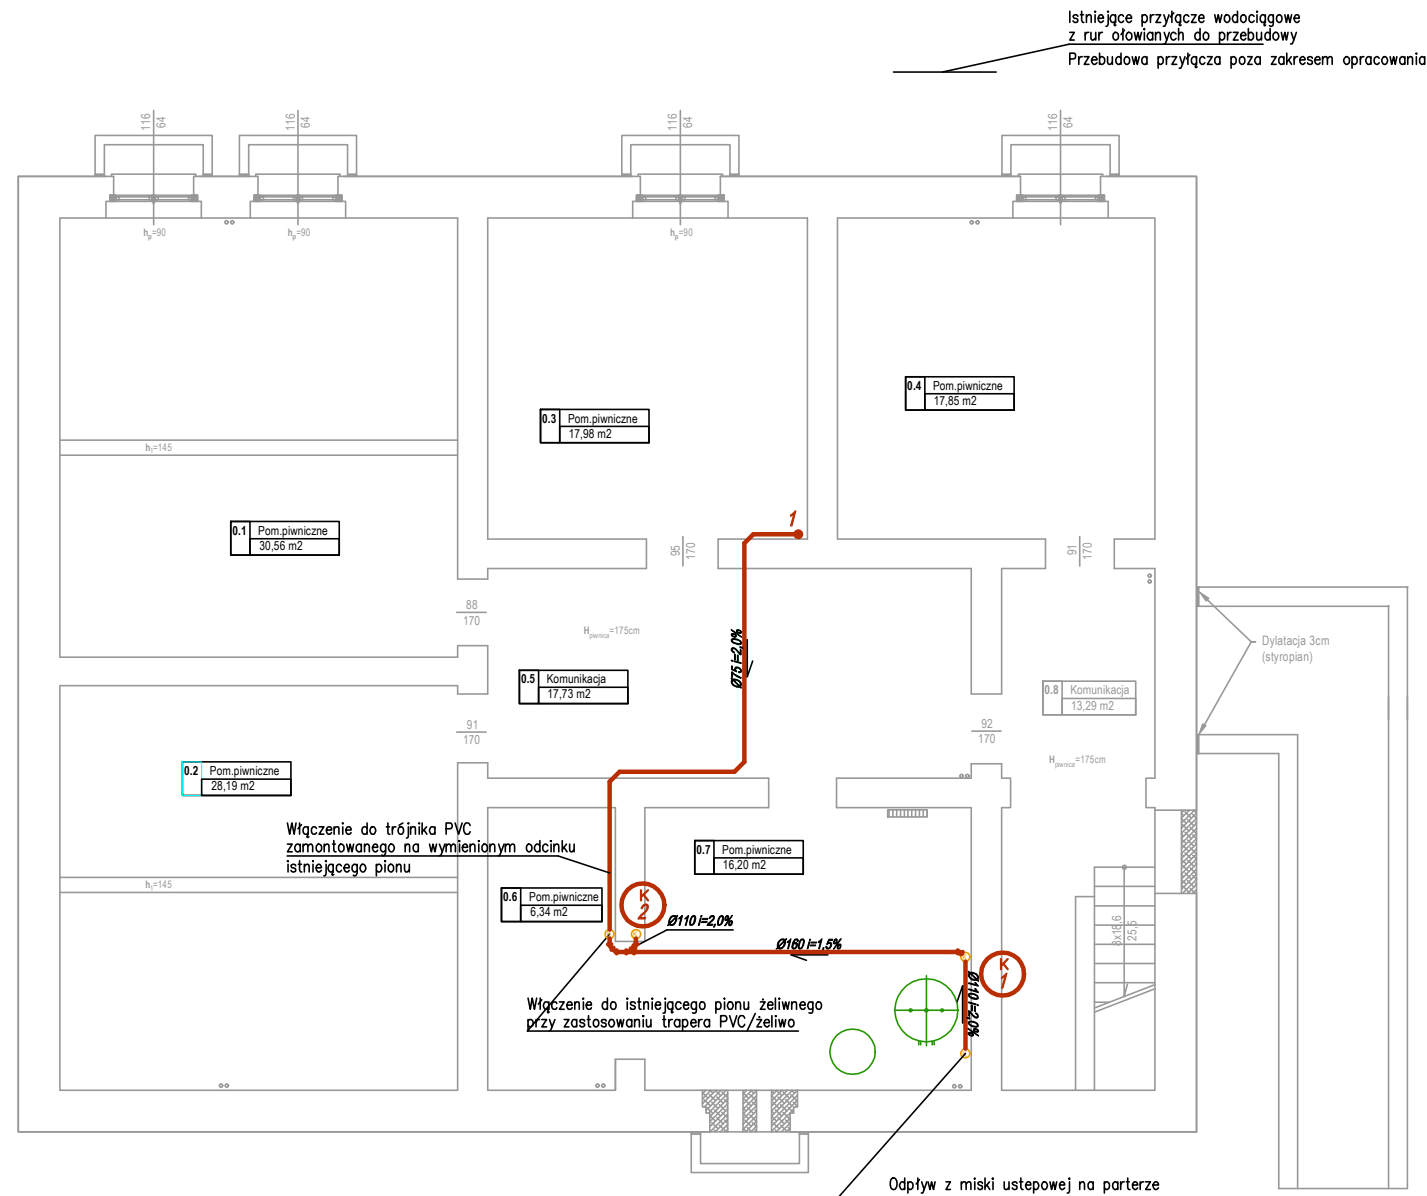 Istniejące przyłącze wodociągowe
z rur ołowianych do przebudowy
Przebudowa przyłącza poza zakresem opracowania
116
64
116
64
116
64
116
64
hp=90
hp=90
hp=90
0.4 Pom.piwniczne
17,85 m2
0.3 Pom.piwniczne
17,98 m2
h1=145
0.1 Pom.piwniczne
30,56 m2
1
95
170
91
170
88
170
Hpiwnica=175cm
Ø75 i=2,0%
Dylatacja 3cm
(styropian)
0.5 Komunikacja
17,73 m2
0.8 Komunikacja
13,29 m2
91
170
92
170
Hpiwnica=175cm
0.2 Pom.piwniczne
28,19 m2
Włączenie do trójnika PVC
zamontowanego na wymienionym odcinku
istniejącego pionu
0.7 Pom.piwniczne
16,20 m2
h1=145
0.6 Pom.piwniczne
6,34 m2
K
2
Ø110 i=2,0%
Ø160 i=1,5%
8x18,6
25,5
K
1
Ø110 i=2,0%
Włączenie do istniejącego pionu żeliwnego
przy zastosowaniu trapera PVC/żeliwo
Odpływ z miski ustepowej na parterze